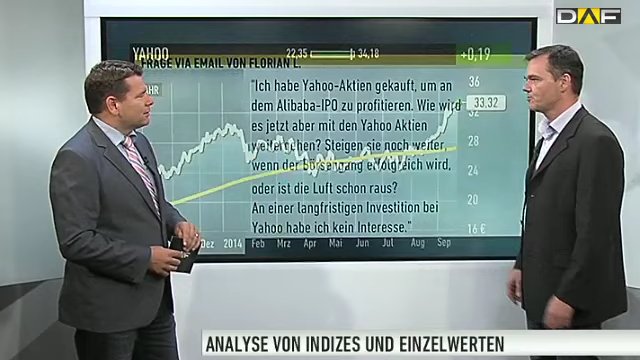 DAF
YAHOO 22,35 34,18 +0,19
FRAGE VIA EMAIL VON FLORIAN L.
JAHR
"Ich habe Yahoo-Aktien gekauft, um an
dem Alibaba-IPO zu profitieren. Wie wird
es jetzt aber mit den Yahoo Aktien
weitergehen? Steigen sie noch weiter,
wenn der Börsengang erfolgreich wird,
oder ist die Luft schon raus?
An einer langfristigen Investition bei
Yahoo habe ich kein Interesse."
36
33,32
32
28
24
20
16 €
Dez 2014 Feb Mrz Apr Mai Jun Jul Aug Sep
ANALYSE VON INDIZES UND EINZELWERTEN